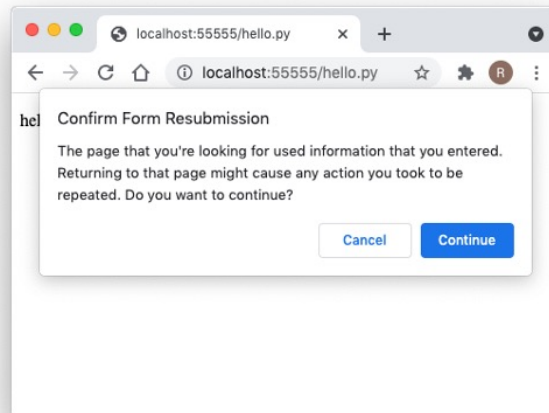 localhost:55555/hello.py
localhost:55555/hello.py
R
Confirm Form Resubmission
The page that you're looking for used information that you entered.
Returning to that page might cause any action you took to be
repeated. Do you want to continue?
Cancel Continue